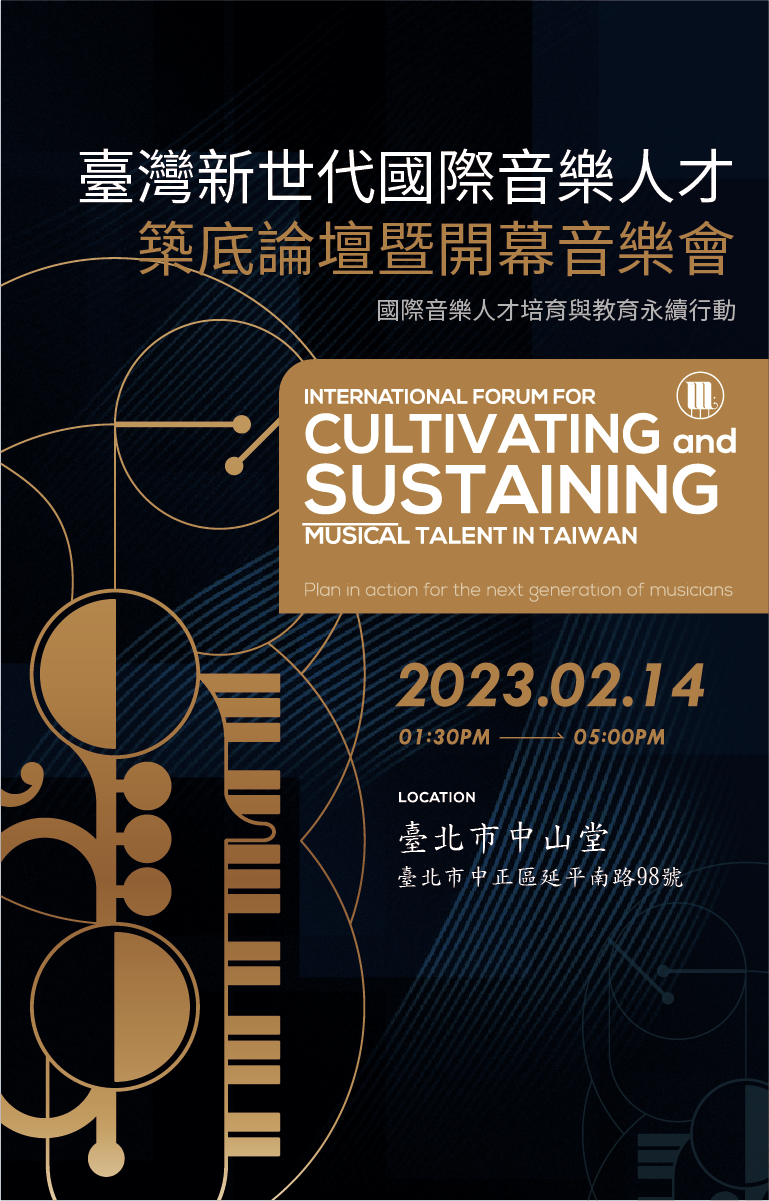 臺灣新世代國際音樂人才
築底論壇暨開幕音樂會
國際音樂人才培育與教育永續行動
INTERNATIONAL FORUM FOR
CULTIVATING and
SUSTAINING
MUSICAL TALENT IN TAIWAN
Plan in action for the next generation of musicians
2023.02.14
01:30PM → 05:00PM
LOCATION
臺北市中山堂
臺北市中正區延平南路98號